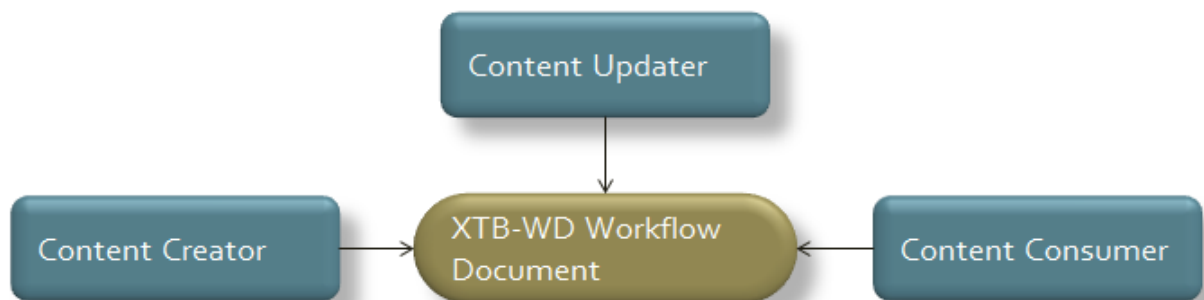 Content Updater
Content Creator
XTB-WD Workflow
Document
Content Consumer